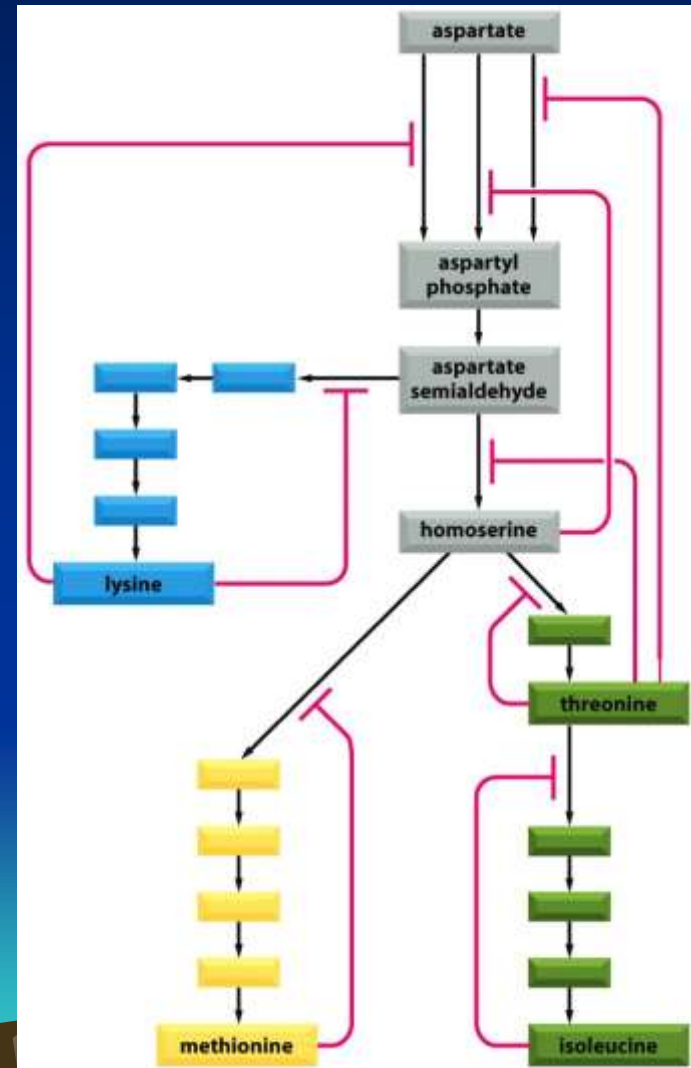 aspartate
aspartyl
phosphate
aspartate
semialdehyde
homoserine
lysine
threonine
methionine
isoleucine